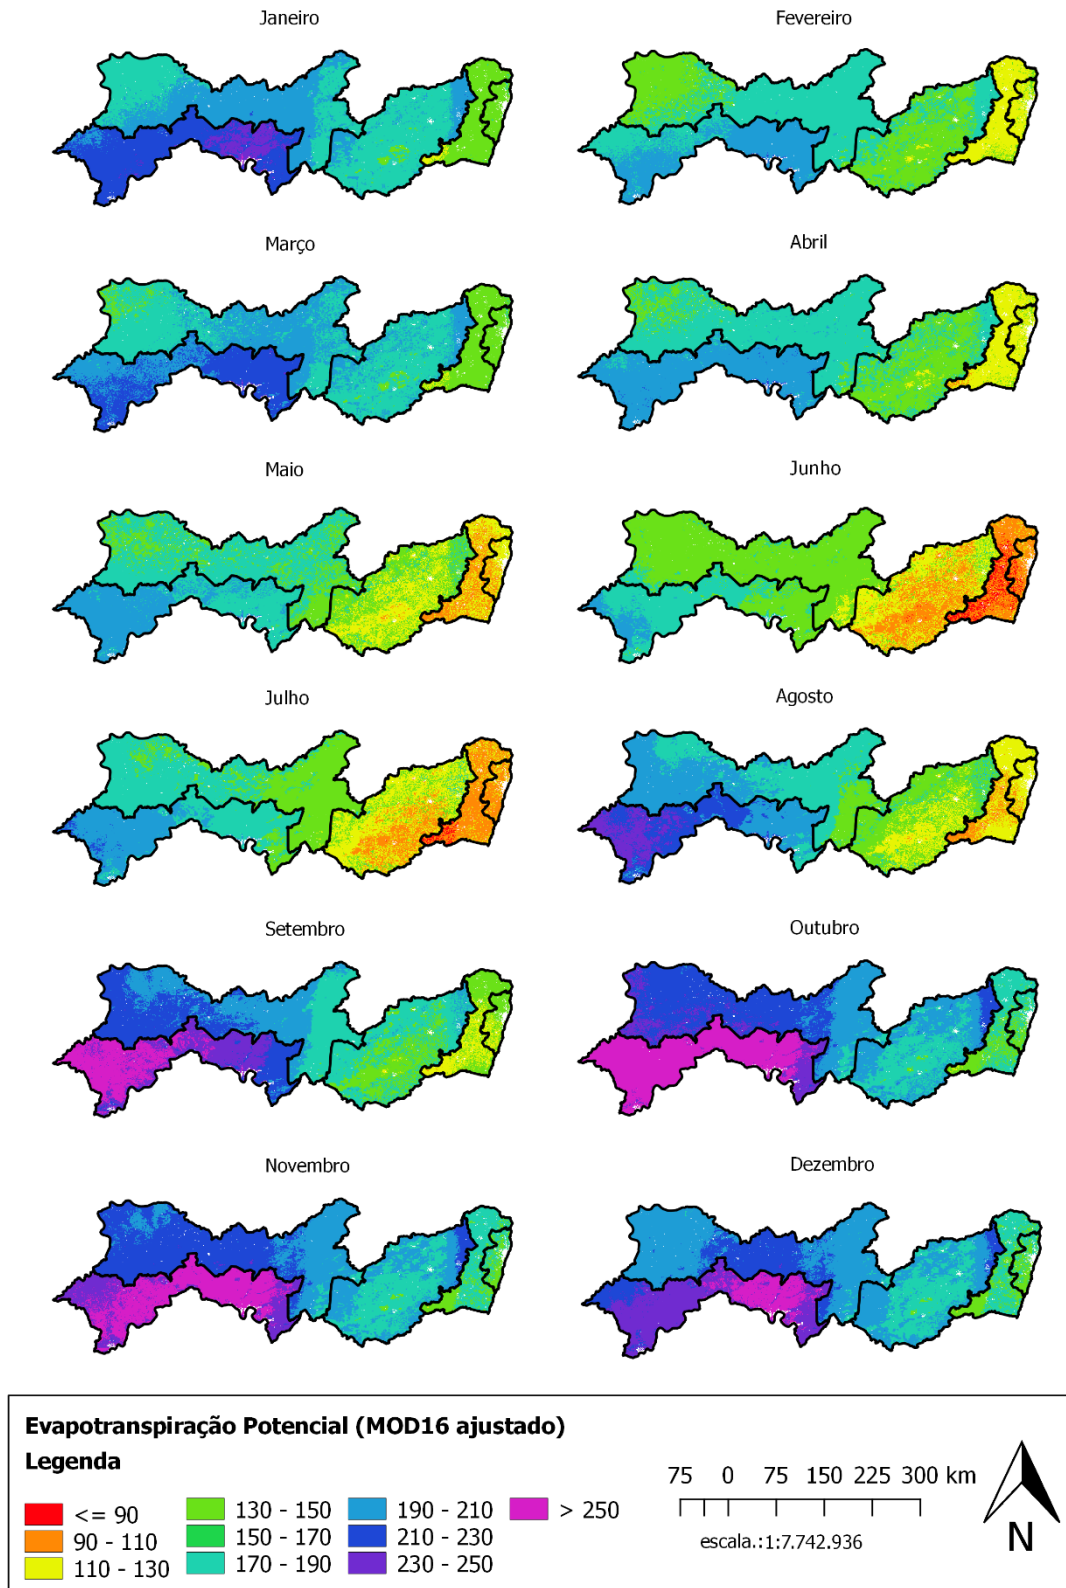 Janeiro
Fevereiro
Março
Abril
Maio
Junho
Julho
Agosto
Setembro
Outubro
Novembro
Dezembro
Evapotranspiração Potencial (MOD16 ajustado)
Legenda
<= 90
90 - 110
110 - 130
130 - 150
150 - 170
170 - 190
190 - 210
210 - 230
230 - 250
> 250
75 0 75 150 225 300 km
escala.:1:7.742.936
N